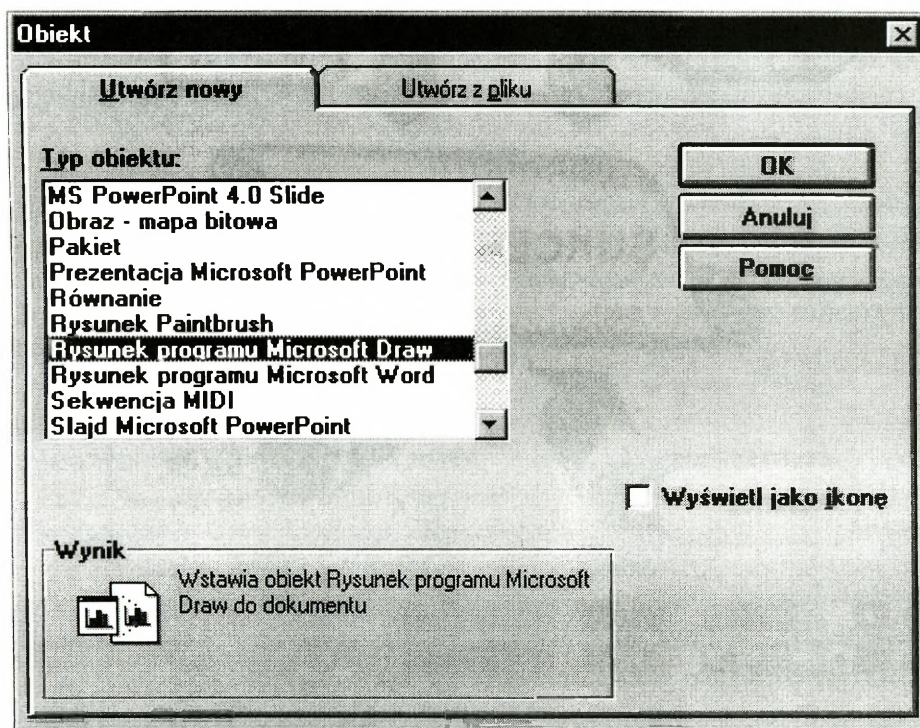 Obiekt
Utwórz nowy
Utwórz z pliku
Typ obiektu:
MS PowerPoint 4.0 Slide
Obraz - mapa bitowa
Pakiet
Prezentacja Microsoft PowerPoint
Równanie
Rysunek Paintbrush
Rysunek programu Microsoft Draw
Rysunek programu Microsoft Word
Sekwencja MIDI
Slajd Microsoft PowerPoint
OK
Anuluj
Pomoc
Wyświetl jako ikonę
Wynik
Wstawia obiekt Rysunek programu Microsoft
Draw do dokumentu